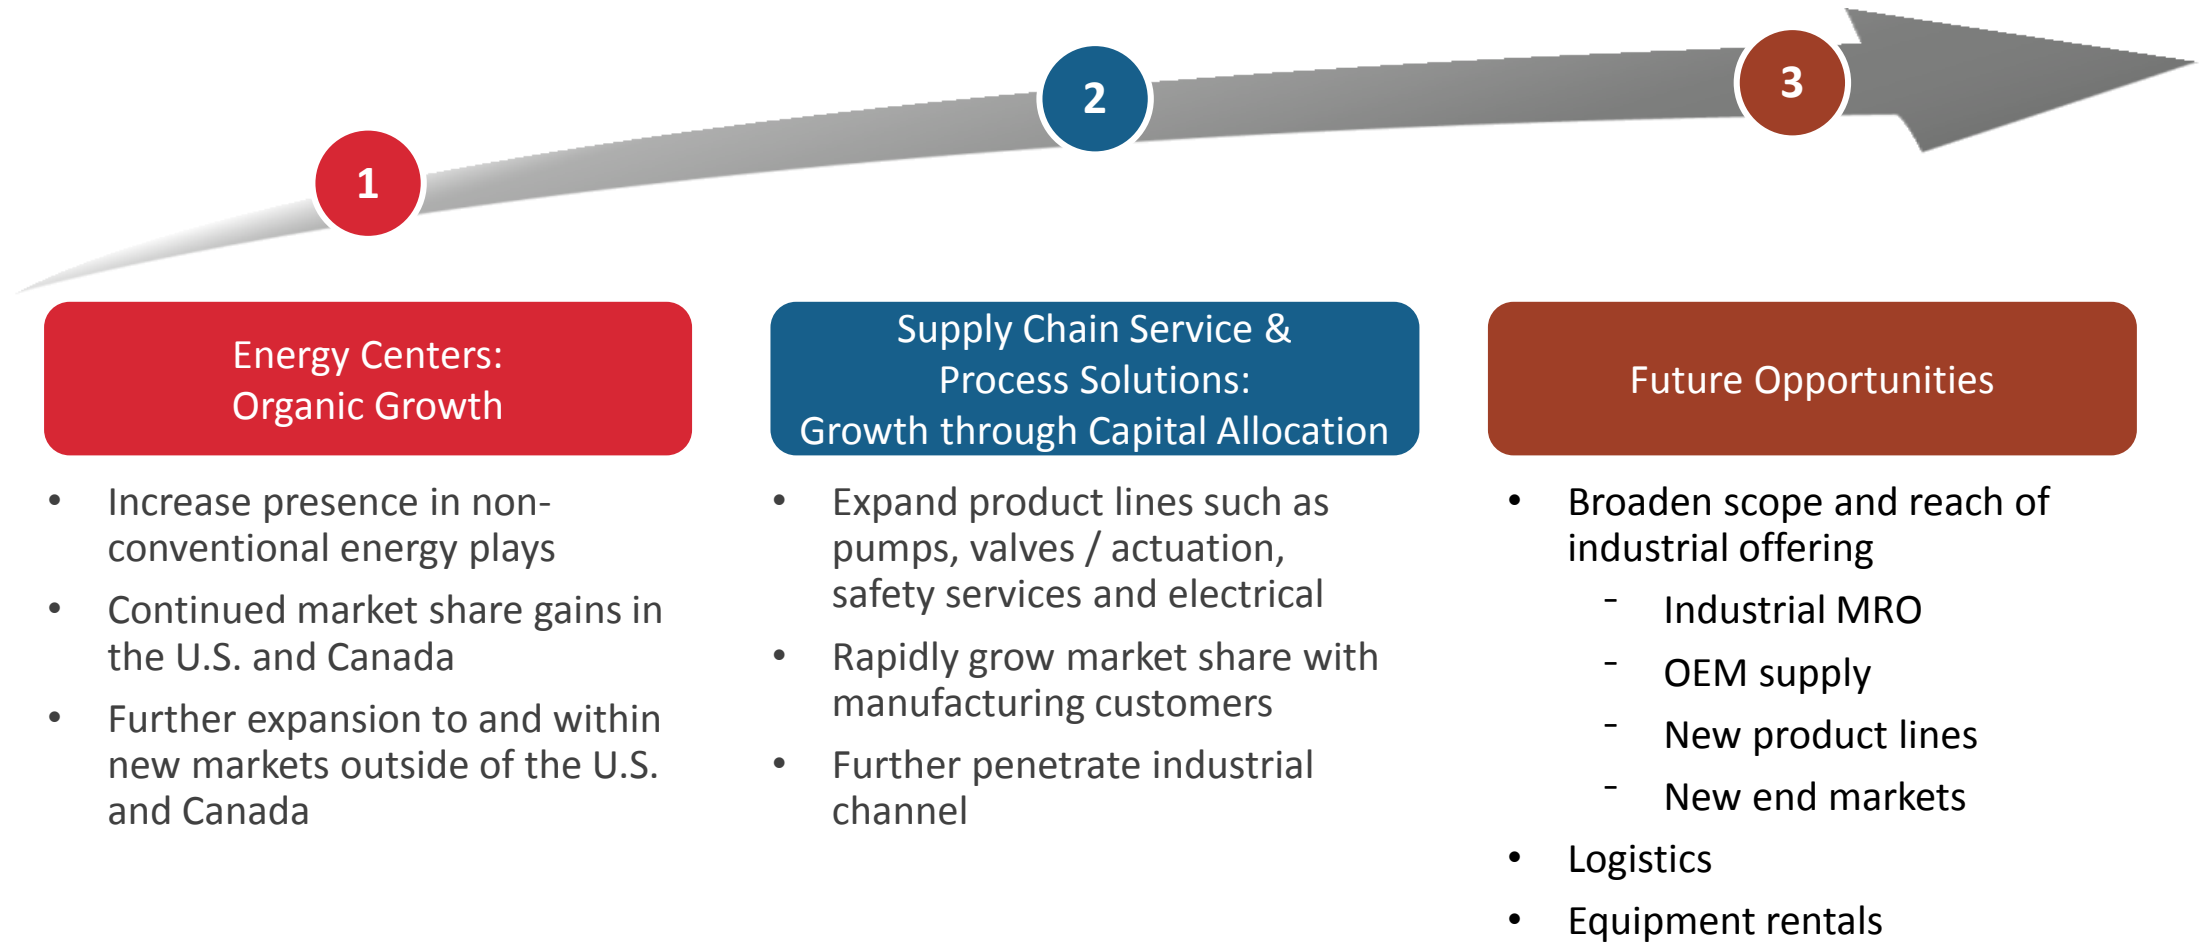 1
2
3
Energy Centers:
Organic Growth
• Increase presence in non-
conventional energy plays
• Continued market share gains in
the U.S. and Canada
• Further expansion to and within
new markets outside of the U.S.
and Canada
Supply Chain Service &
Process Solutions:
Growth through Capital Allocation
• Expand product lines such as
pumps, valves / actuation,
safety services and electrical
• Rapidly grow market share with
manufacturing customers
• Further penetrate industrial
channel
Future Opportunities
• Broaden scope and reach of
industrial offering
- Industrial MRO
- OEM supply
- New product lines
- New end markets
• Logistics
• Equipment rentals